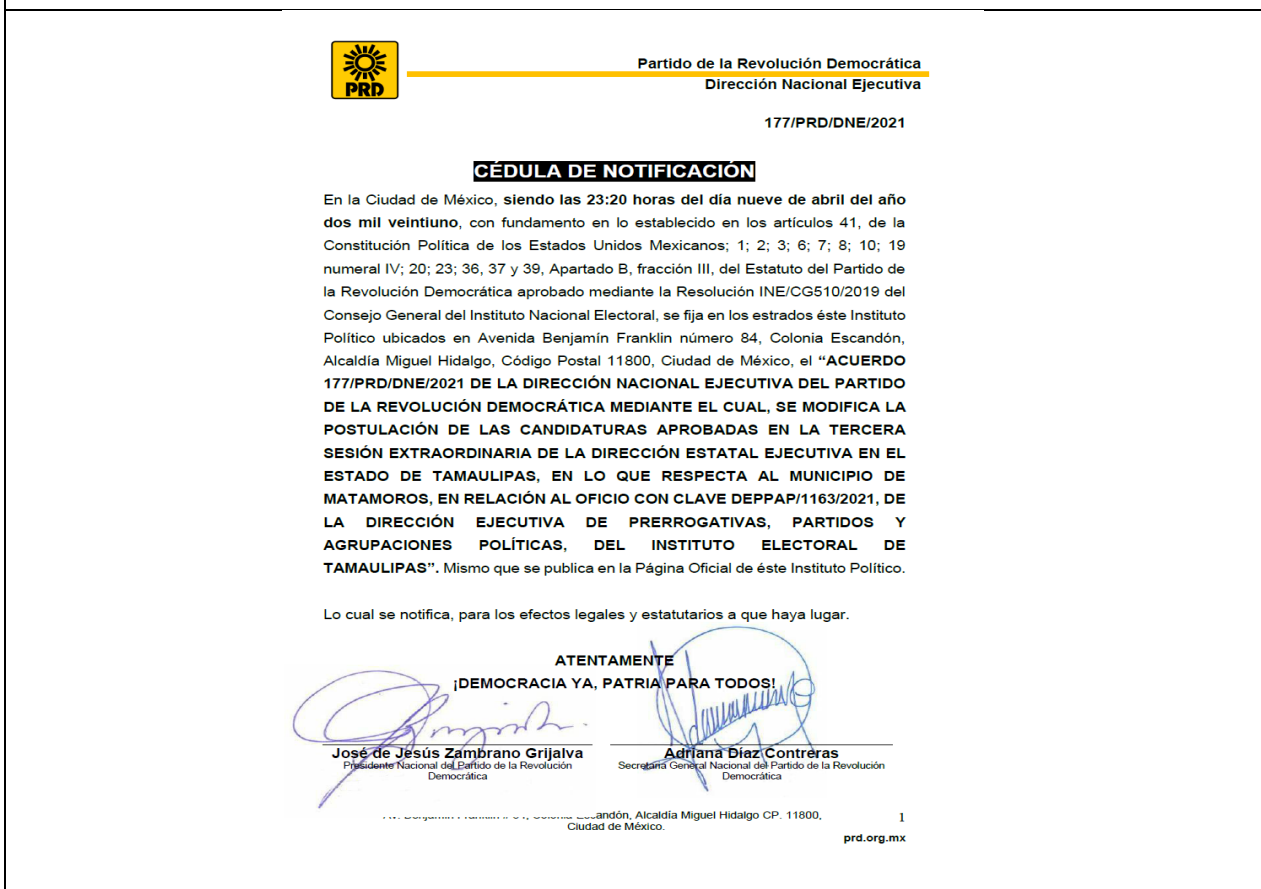 PRD
Partido de la Revolución Democrática
Dirección Nacional Ejecutiva
177/PRD/DNE/2021
CÉDULA DE NOTIFICACIÓN
En la Ciudad de México, siendo las 23:20 horas del día nueve de abril del año
dos mil veintiuno, con fundamento en lo establecido en los artículos 41, de la
Constitución Política de los Estados Unidos Mexicanos; 1; 2; 3; 6; 7; 8; 10; 19
numeral IV; 20; 23; 36, 37 y 39, Apartado B, fracción III, del Estatuto del Partido de
la Revolución Democrática aprobado mediante la Resolución INE/CG510/2019 del
Consejo General del Instituto Nacional Electoral, se fija en los estrados éste Instituto
Político ubicados en Avenida Benjamín Franklin número 84, Colonia Escandón,
Alcaldía Miguel Hidalgo, Código Postal 11800, Ciudad de México, el “ACUERDO
177/PRD/DNE/2021 DE LA DIRECCIÓN NACIONAL EJECUTIVA DEL PARTIDO
DE LA REVOLUCIÓN DEMOCRÁTICA MEDIANTE EL CUAL, SE MODIFICA LA
POSTULACIÓN DE LAS CANDIDATURAS APROBADAS EN LA TERCERA
SESIÓN EXTRAORDINARIA DE LA DIRECCIÓN ESTATAL EJECUTIVA EN EL
ESTADO DE TAMAULIPAS, EN LO QUE RESPECTA AL MUNICIPIO DE
MATAMOROS, EN RELACIÓN AL OFICIO CON CLAVE DEPPAP/1163/2021, DE
LA DIRECCIÓN EJECUTIVA DE PRERROGATIVAS, PARTIDOS Y
AGRUPACIONES POLÍTICAS, DEL INSTITUTO ELECTORAL DE
TAMAULIPAS”. Mismo que se publica en la Página Oficial de éste Instituto Político.
Lo cual se notifica, para los efectos legales y estatutarios a que haya lugar.
ATENTAMENTE
¡DEMOCRACIA YA, PATRIA PARA TODOS!
José de Jesús Zambrano Grijalva
Presidente Nacional del Partido de la Revolución
Democrática
Adriana Díaz Contreras
Secretaria General Nacional del Partido de la Revolución
Democrática
Alcaldía Miguel Hidalgo CP. 11800,
Ciudad de México.
1
prd.org.mx